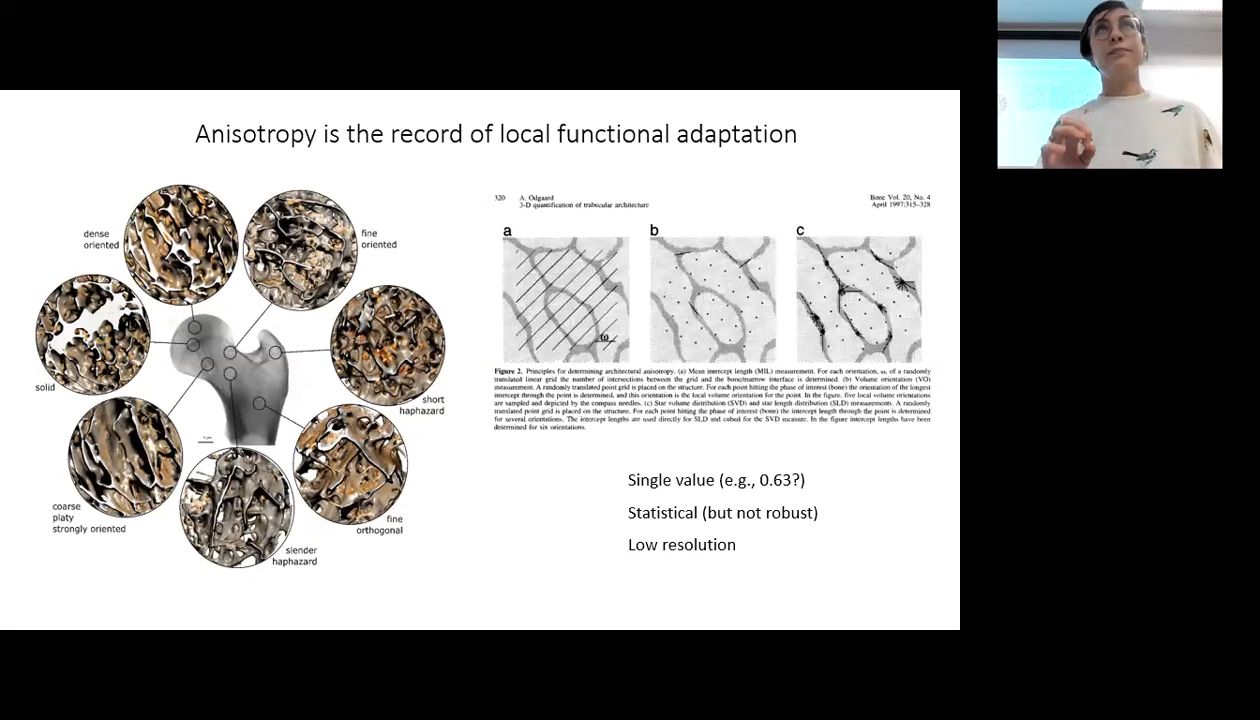 Anisotropy is the record of local functional adaptation
dense
oriented
fine
oriented
solid
short
haphazard
coarse
platy
strongly oriented
slender
haphazard
fine
orthogonal
320 A. Odgaard
3-D quantification of trabecular architecture
Bone Vol. 20, No. 4
April 1997:315–328
a
b
c
Figure 2. Principles for determining architectural anisotropy. (a) Mean intercept length (MIL) measurement. For each orientation, ω, of a randomly
translated linear grid the number of intersections between the grid and the bone/marrow interface is determined. (b) Volume orientation (VO)
measurement. A randomly translated point grid is placed on the structure. For each point hitting the phase of interest (bone) the orientation of the longest
intercept through the point is determined, and this orientation is the local volume orientation for the point. In the figure, five local volume orientations
are sampled and depicted by the compass needles. (c) Star volume distribution (SVD) and star length distribution (SLD) measurements. A randomly
translated point grid is placed on the structure. For each point hitting the phase of interest (bone) the intercept length through the point is determined
for several orientations. The intercept lengths are used directly for SLD and cubed for the SVD measure. In the figure intercept lengths have been
determined for six orientations.
Single value (e.g., 0.63?)
Statistical (but not robust)
Low resolution